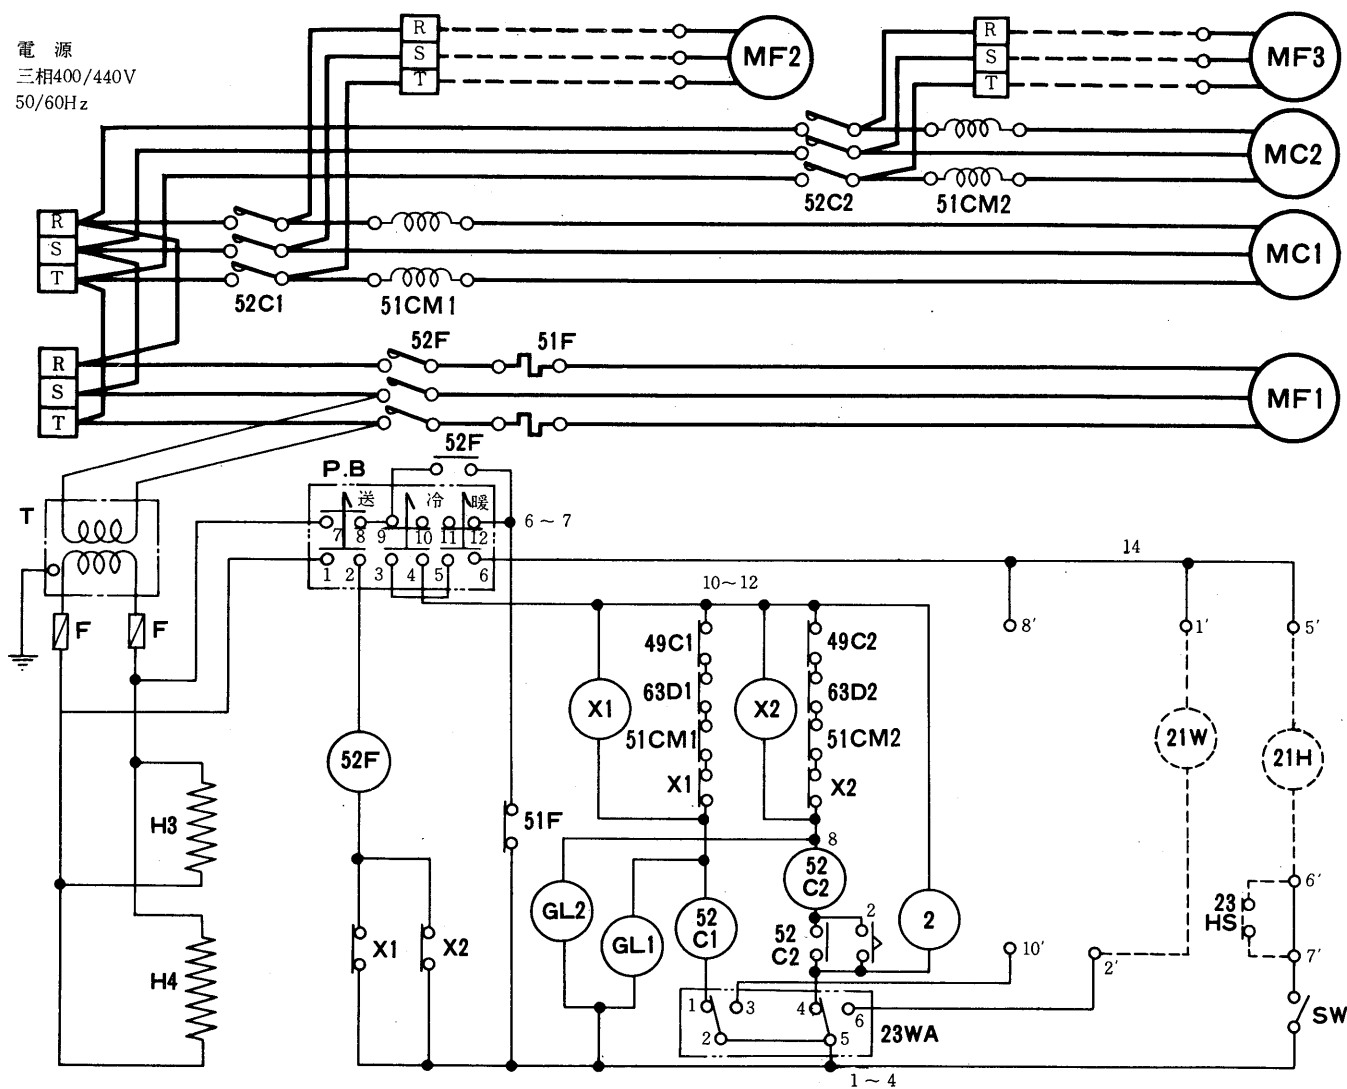 電源
三相400/440V
50/60Hz
R
S
T
MF2
R
S
T
MF3
MC2
52C2
51CM2
R
S
T
MC1
52C1
51CM1
52F
51F
R
S
T
MF1
52F
P.B
送
冷
暖
T
7
8
9
10
11
12
6～7
1
2
3
4
5
6
14
10～12
F
F
8'
1'
5'
49C1
49C2
63D1
63D2
X1
X2
51CM1
51CM2
21W
52F
21H
X1
X2
H3
51F
8
52
C2
6'
GL2
52
C1
2
2
23
HS
GL1
X1
X2
52
C2
10'
2'
7'
H4
1
3
4
6
SW
2
5
23WA
1～4